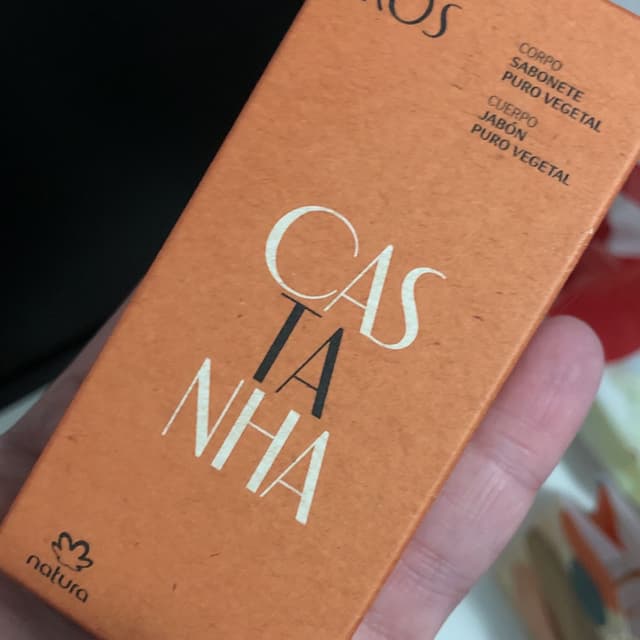 CORPO
SABONETE
PURO VEGETAL
CUERPO
JABÓN
PURO VEGETAL
CAS
TA
NHA
natura